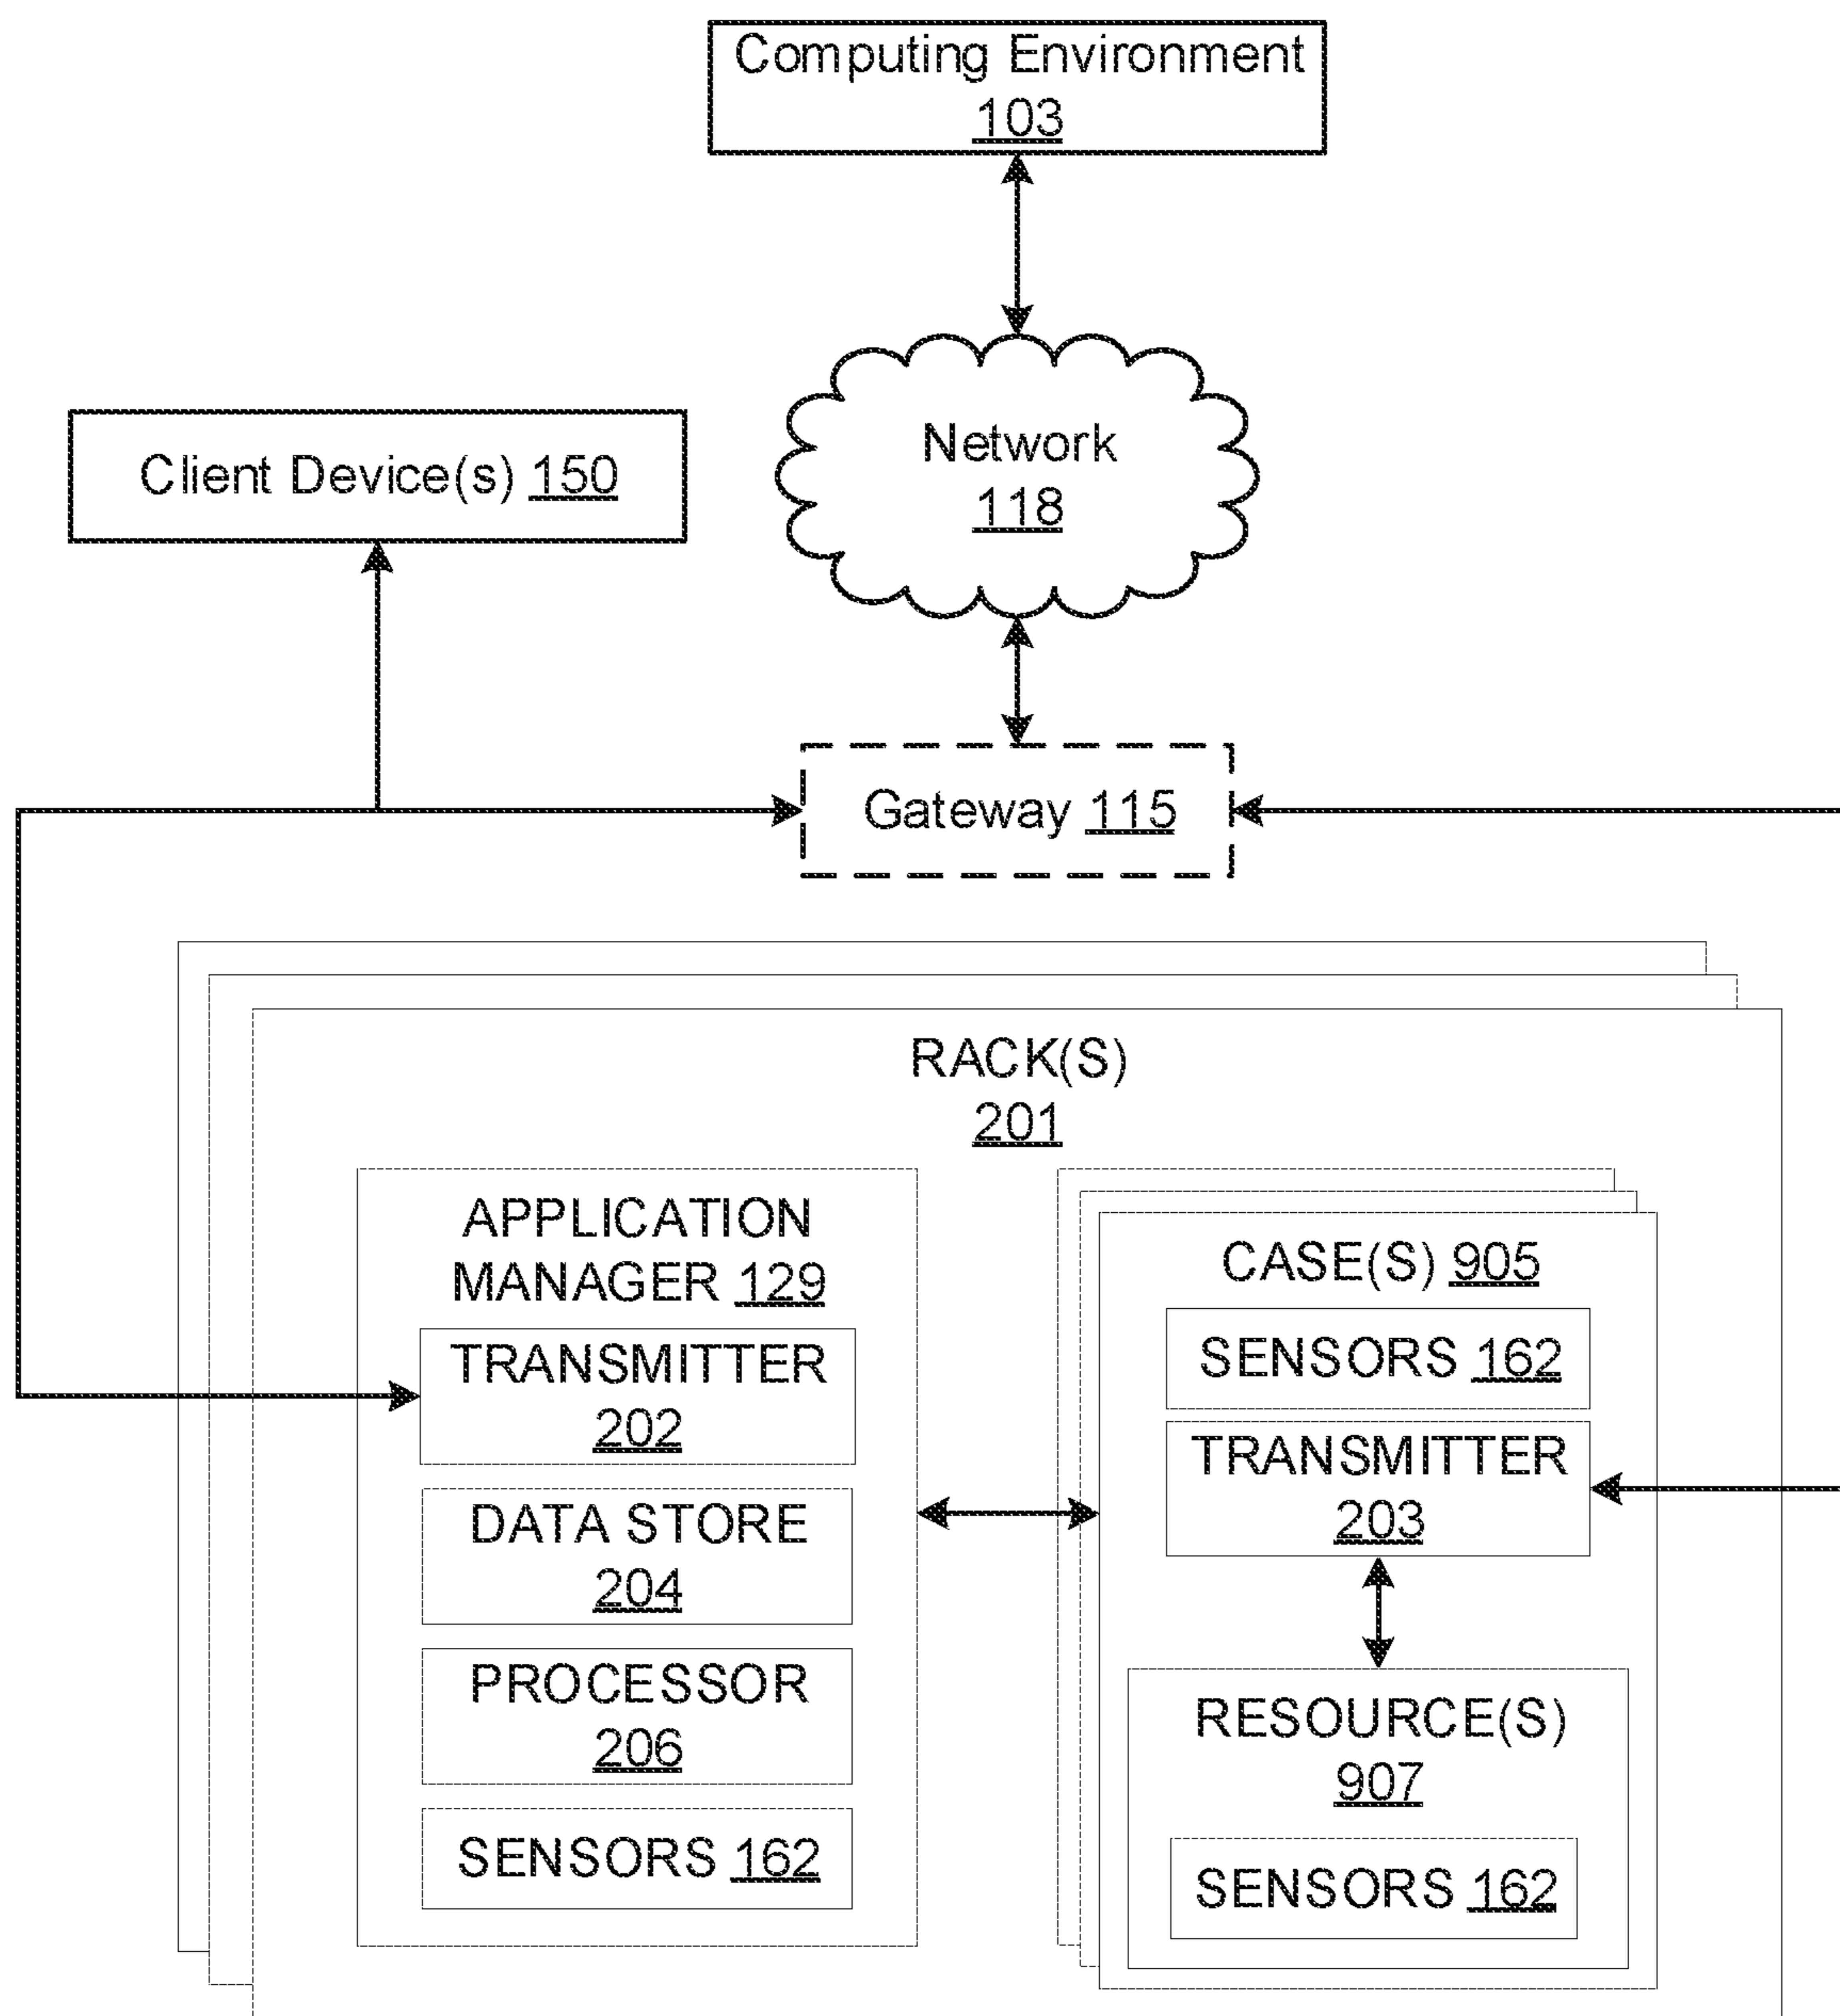 Computing Environment
103
Network
118
Client Device(s) 150
Gateway 115
RACK(S)
201
APPLICATION
MANAGER 129
TRANSMITTER
202
DATA STORE
204
PROCESSOR
206
SENSORS 162
CASE(S) 905
SENSORS 162
TRANSMITTER
203
RESOURCE(S)
907
SENSORS 162